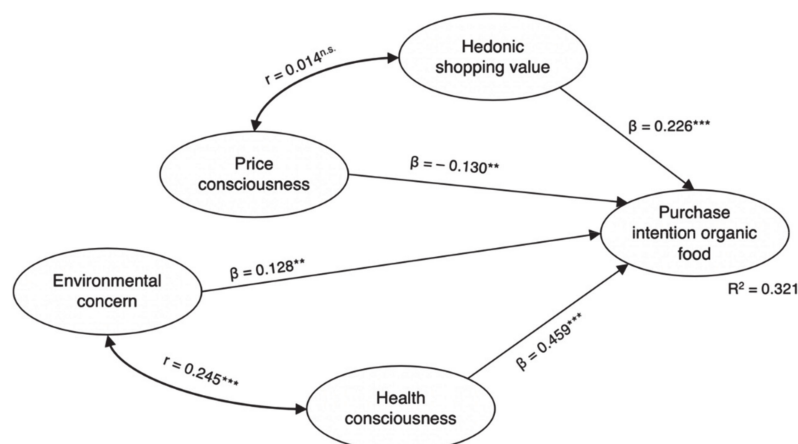 Hedonic
shopping value
r = 0.014n.s.
β = 0.226***
Price
consciousness
β = – 0.130**
Purchase
intention organic
food
R² = 0.321
Environmental
concern
β = 0.128**
β = 0.459***
r = 0.245***
Health
consciousness